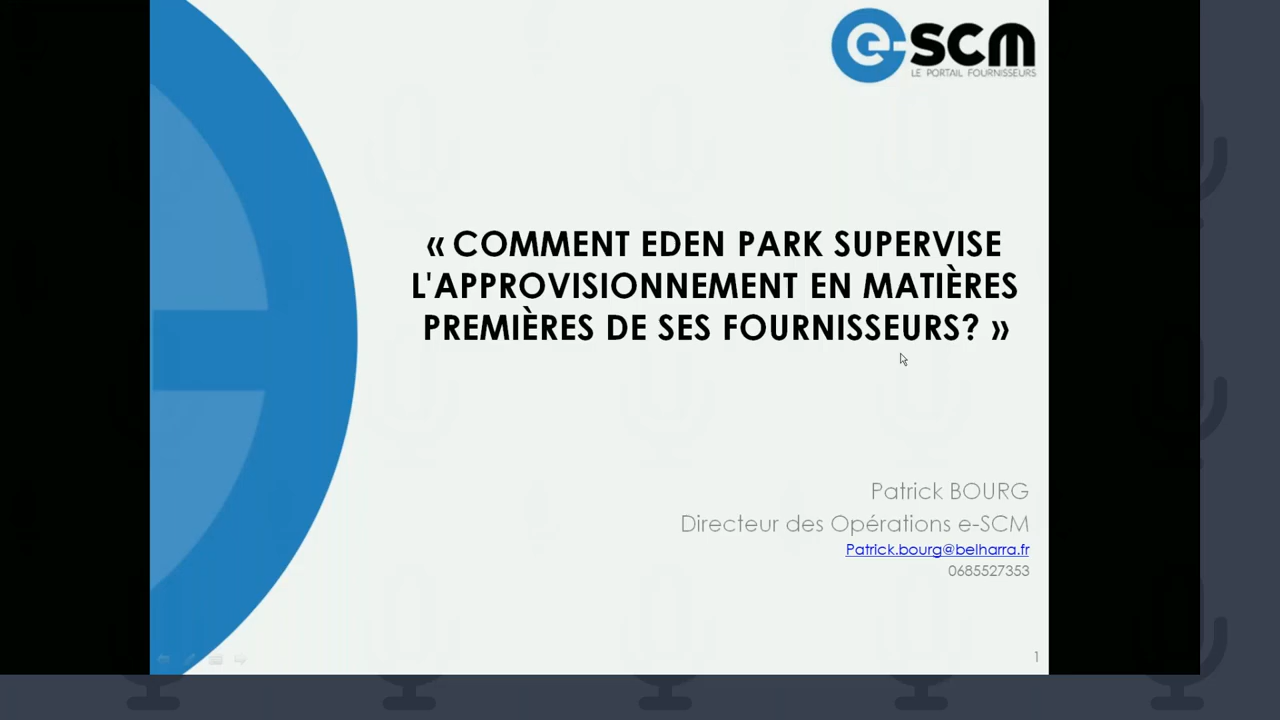 e-scm
LE PORTAIL FOURNISSEURS
« COMMENT EDEN PARK SUPERVISE
L'APPROVISIONNEMENT EN MATIÈRES
PREMIÈRES DE SES FOURNISSEURS? »
Patrick BOURG
Directeur des Opérations e-SCM
Patrick.bourg@belharra.fr
0685527353
1